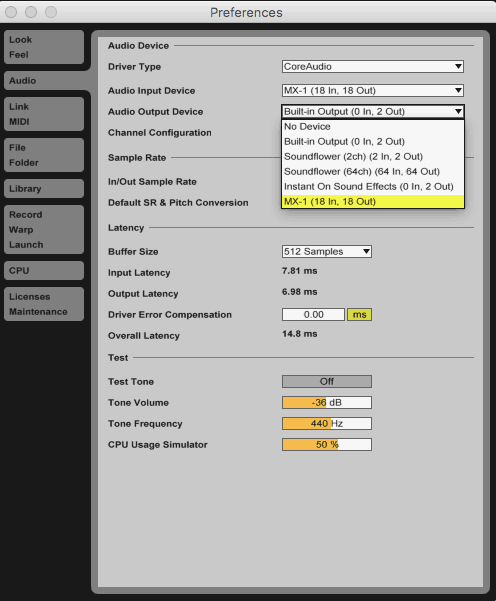 Preferences
Look
Feel
Audio
Link
MIDI
File
Folder
Library
Record
Warp
Launch
CPU
Licenses
Maintenance
Audio Device
Driver Type CoreAudio
Audio Input Device MX-1 (18 In, 18 Out)
Audio Output Device Built-in Output (0 In, 2 Out)
No Device
Channel Configuration
Built-in Output (0 In, 2 Out)
Sample Rate Soundflower (2ch) (2 In, 2 Out)
Soundflower (64ch) (64 In, 64 Out)
In/Out Sample Rate Instant On Sound Effects (0 In, 2 Out)
Default SR & Pitch Conversion MX-1 (18 In, 18 Out)
Latency
Buffer Size 512 Samples
Input Latency 7.81 ms
Output Latency 6.98 ms
Driver Error Compensation 0.00 ms
Overall Latency 14.8 ms
Test
Test Tone Off
Tone Volume -36 dB
Tone Frequency 440 Hz
CPU Usage Simulator 50 %